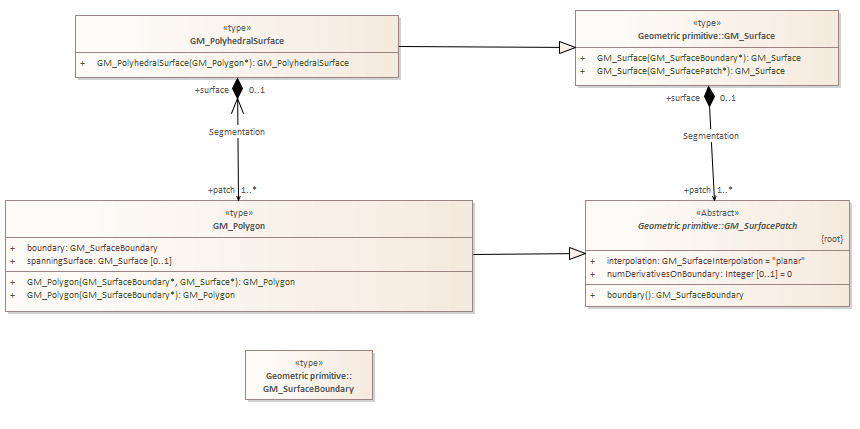 «type»
GM_PolyhedralSurface
+ GM_PolyhedralSurface(GM_Polygon*): GM_PolyhedralSurface
«type»
Geometric primitive::GM_Surface
+ GM_Surface(GM_SurfaceBoundary*): GM_Surface
+ GM_Surface(GM_SurfacePatch*): GM_Surface
+surface 0..1
Segmentation
+patch 1..*
+surface 0..1
Segmentation
+patch 1..*
«type»
GM_Polygon
+ boundary: GM_SurfaceBoundary
+ spanningSurface: GM_Surface [0..1]
+ GM_Polygon(GM_SurfaceBoundary*, GM_Surface*): GM_Polygon
+ GM_Polygon(GM_SurfaceBoundary*): GM_Polygon
«Abstract»
Geometric primitive::GM_SurfacePatch
{root}
+ interpolation: GM_SurfaceInterpolation = "planar"
+ numDerivativesOnBoundary: Integer [0..1] = 0
+ boundary(): GM_SurfaceBoundary
«type»
Geometric primitive::
GM_SurfaceBoundary